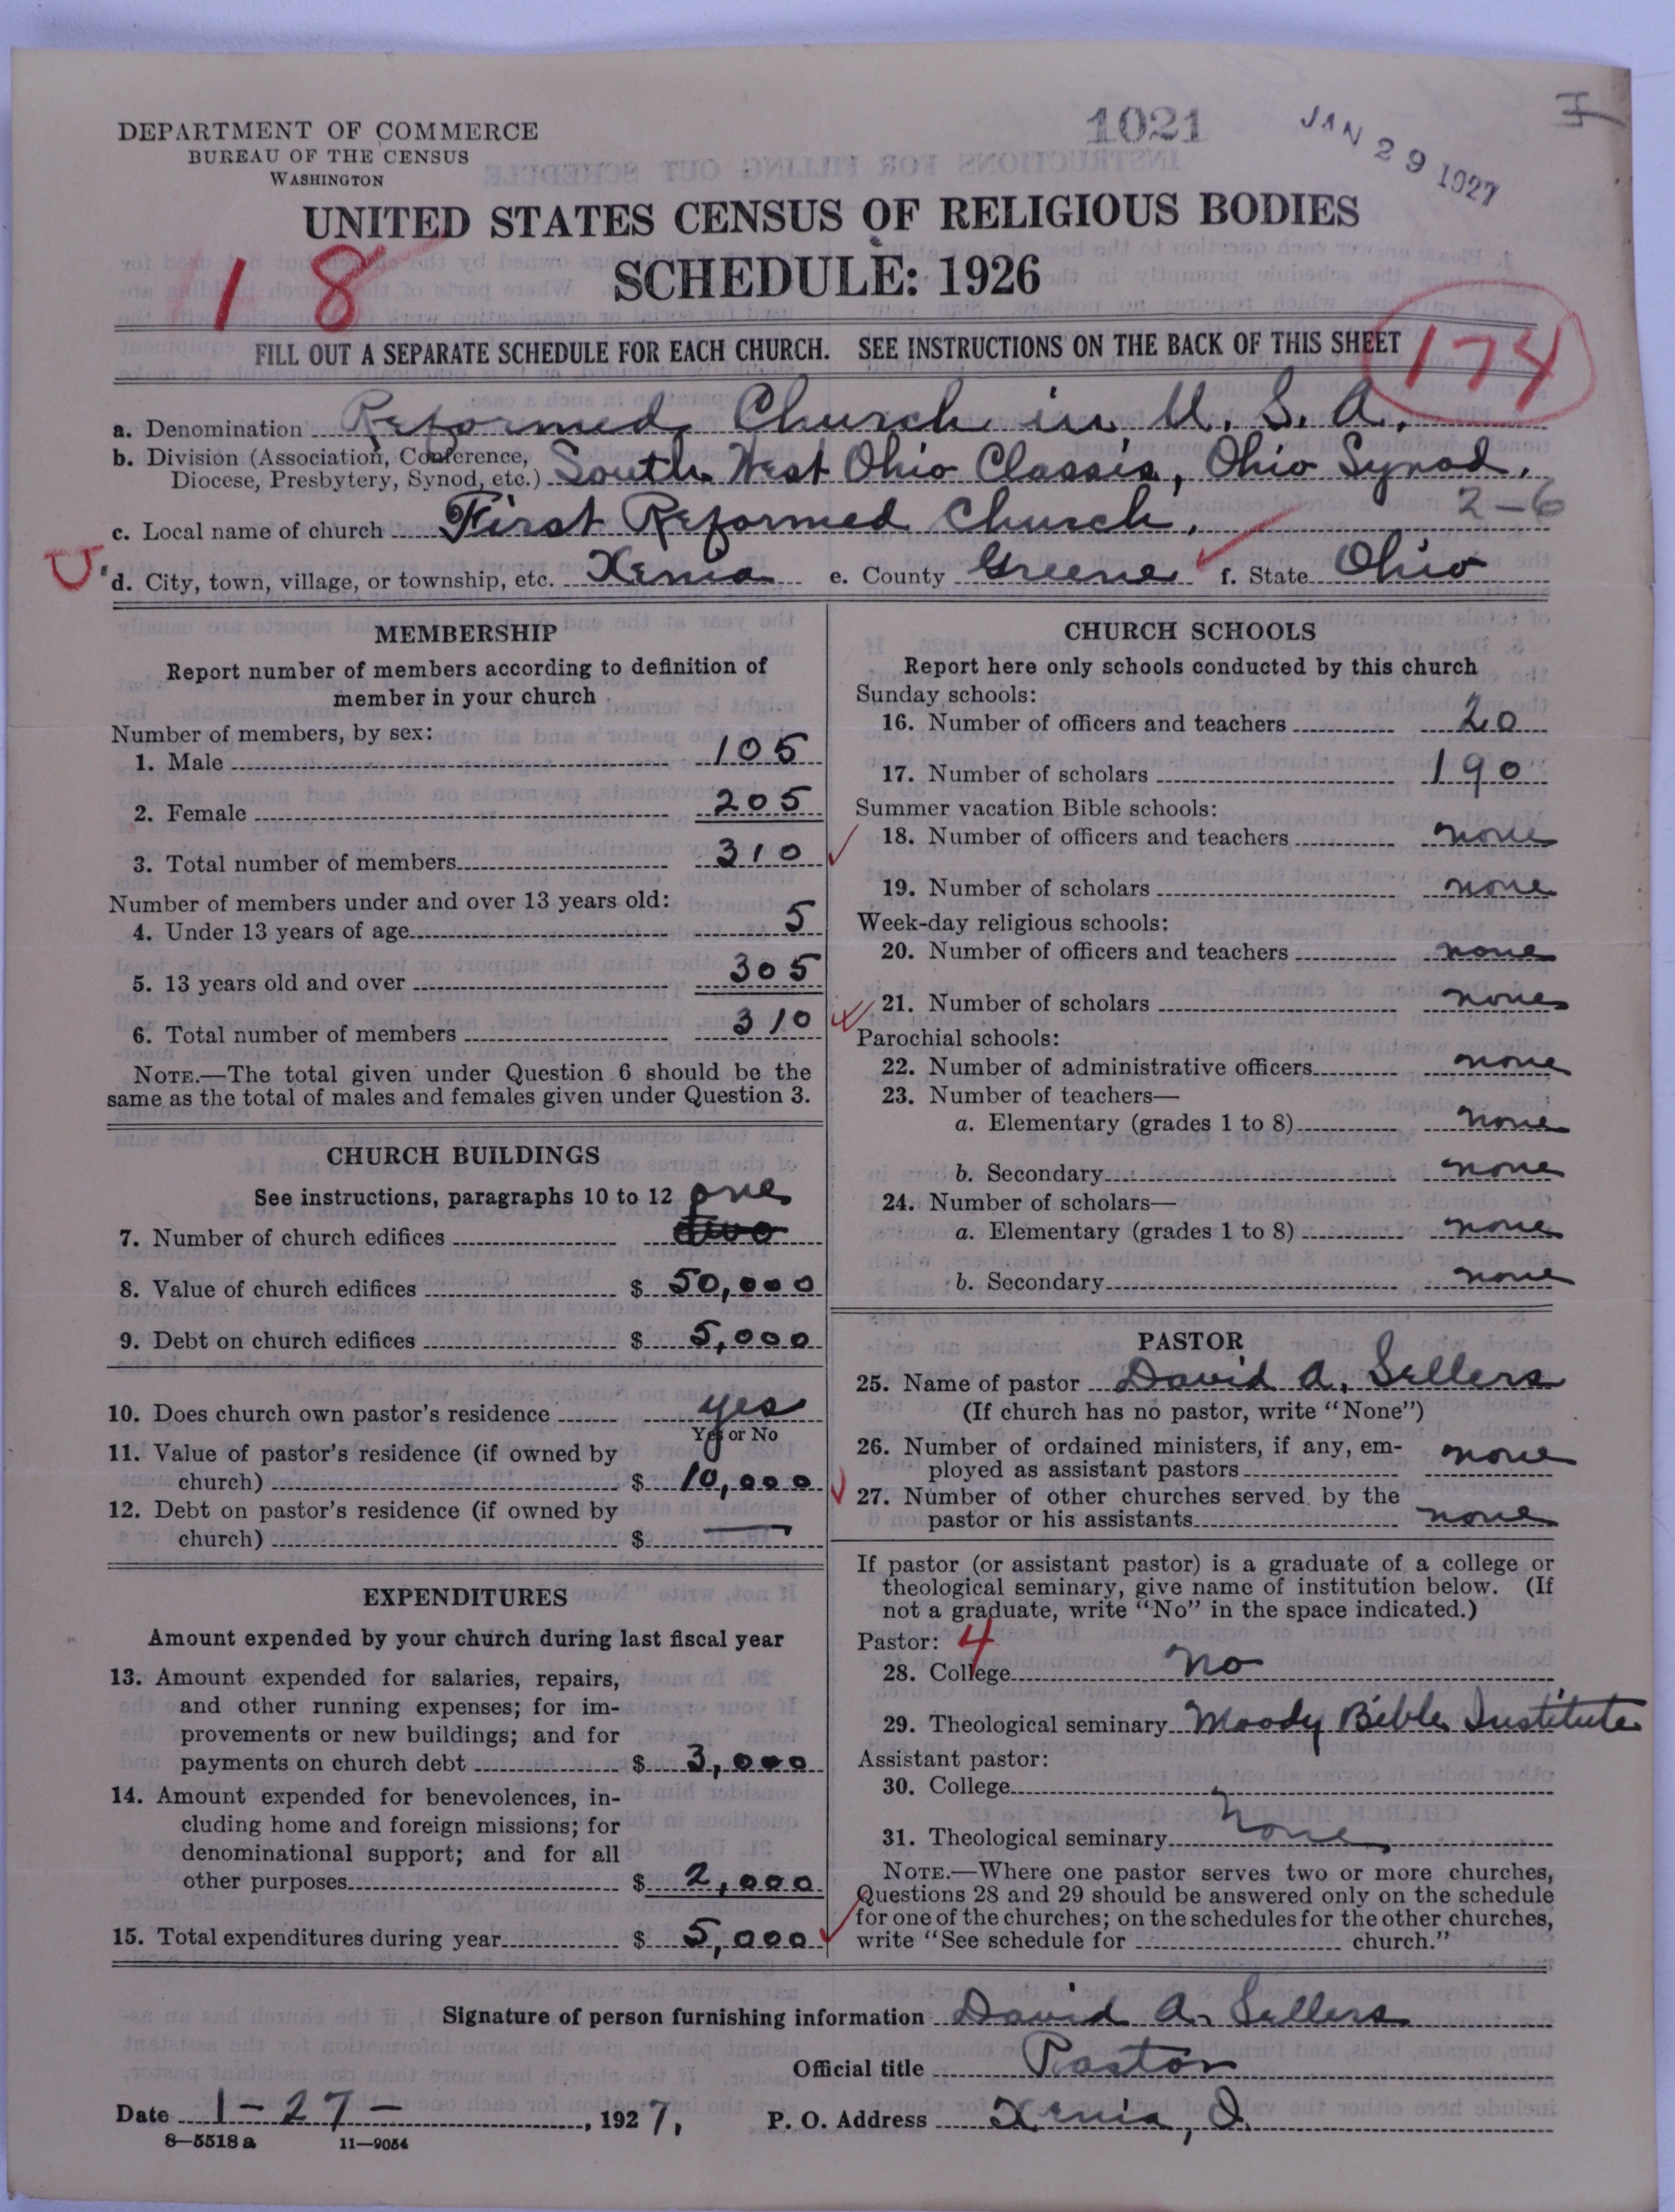 1021
JAN 29 1927
H
DEPARTMENT OF COMMERCE
BUREAU OF THE CENSUS
WASHINGTON
UNITED STATES CENSUS OF RELIGIOUS BODIES
SCHEDULE: 1926
18
174
FILL OUT A SEPARATE SCHEDULE FOR EACH CHURCH. SEE INSTRUCTIONS ON THE BACK OF THIS SHEET
a. Denomination Reformed Church in U. S. A.
b. Division (Association, Conference,
Diocese, Presbytery, Synod, etc.) South West Ohio Classis, Ohio Synod.
2-6
c. Local name of church First Reformed Church.
d. City, town, village, or township, etc. Xenia e. County Greene f. State Ohio
MEMBERSHIP
Report number of members according to definition of
member in your church
Number of members, by sex:
1. Male 105
2. Female 205
3. Total number of members 310
Number of members under and over 13 years old:
4. Under 13 years of age 5
5. 13 years old and over 305
6. Total number of members 310
NOTE.—The total given under Question 6 should be the
same as the total of males and females given under Question 3.
CHURCH BUILDINGS
See instructions, paragraphs 10 to 12 one
7. Number of church edifices two
8. Value of church edifices $ 50,000
9. Debt on church edifices $ 5,000
10. Does church own pastor's residence yes
Yes or No
11. Value of pastor's residence (if owned by
church) $ 10,000
12. Debt on pastor's residence (if owned by
church) $ —
EXPENDITURES
Amount expended by your church during last fiscal year
13. Amount expended for salaries, repairs,
and other running expenses; for im-
provements or new buildings; and for
payments on church debt $ 3,000
14. Amount expended for benevolences, in-
cluding home and foreign missions; for
denominational support; and for all
other purposes $ 2,000
15. Total expenditures during year $ 5,000
CHURCH SCHOOLS
Report here only schools conducted by this church
Sunday schools:
16. Number of officers and teachers 20
17. Number of scholars 190
Summer vacation Bible schools:
18. Number of officers and teachers none
19. Number of scholars none
Week-day religious schools:
20. Number of officers and teachers none
21. Number of scholars none
Parochial schools:
22. Number of administrative officers none
23. Number of teachers—
a. Elementary (grades 1 to 8) none
b. Secondary none
24. Number of scholars—
a. Elementary (grades 1 to 8) none
b. Secondary none
PASTOR
25. Name of pastor David A. Sellers
(If church has no pastor, write "None")
26. Number of ordained ministers, if any, em-
ployed as assistant pastors none
27. Number of other churches served by the
pastor or his assistants none
If pastor (or assistant pastor) is a graduate of a college or
theological seminary, give name of institution below. (If
not a graduate, write "No" in the space indicated.)
Pastor: 4
28. College no
29. Theological seminary Moody Bible Institute
Assistant pastor:
30. College
31. Theological seminary none
NOTE.—Where one pastor serves two or more churches,
Questions 28 and 29 should be answered only on the schedule
for one of the churches; on the schedules for the other churches,
write "See schedule for church."
Signature of person furnishing information David A. Sellers
Official title Pastor
Date 1-27-, 1927, P. O. Address Xenia, O.
8—5518 a 11—9054